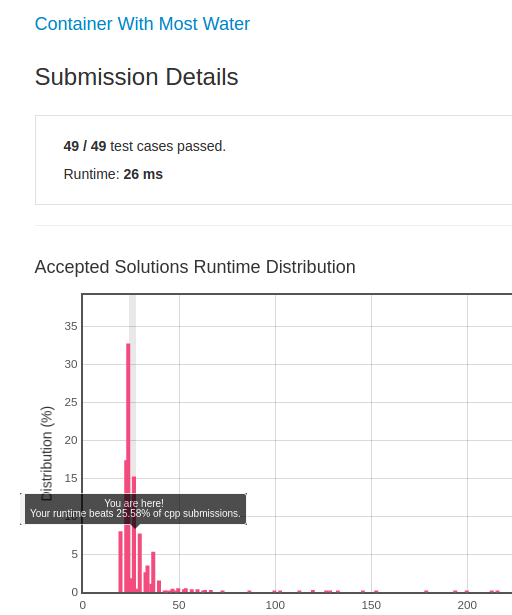 Container With Most Water
Submission Details
49 / 49 test cases passed.
Runtime: 26 ms
Accepted Solutions Runtime Distribution
35
30
25
20
15
10
5
0
Distribution (%)
You are here!
Your runtime beats 25.58% of cpp submissions.
0 50 100 150 200